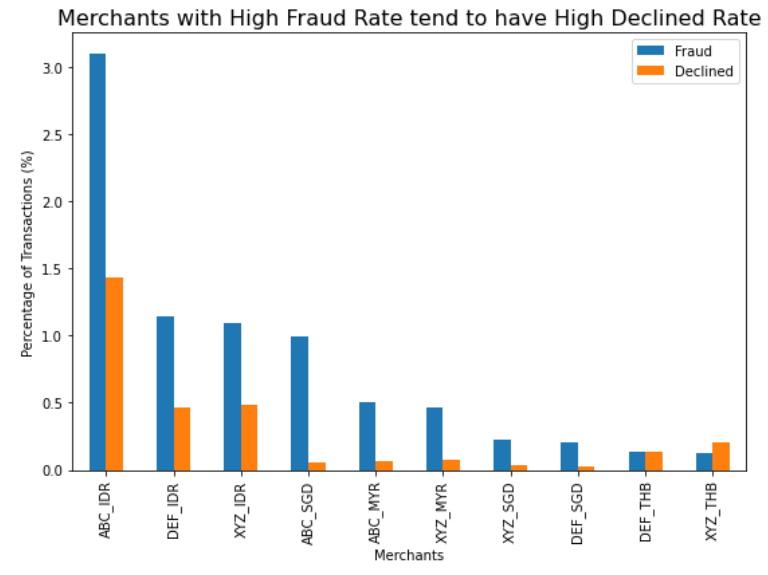 Merchants with High Fraud Rate tend to have High Declined Rate
Fraud
Declined
Percentage of Transactions (%)
3.0
2.5
2.0
1.5
1.0
0.5
0.0
ABC_IDR
DEF_IDR
XYZ_IDR
ABC_SGD
ABC_MYR
XYZ_MYR
XYZ_SGD
DEF_SGD
DEF_THB
XYZ_THB
Merchants